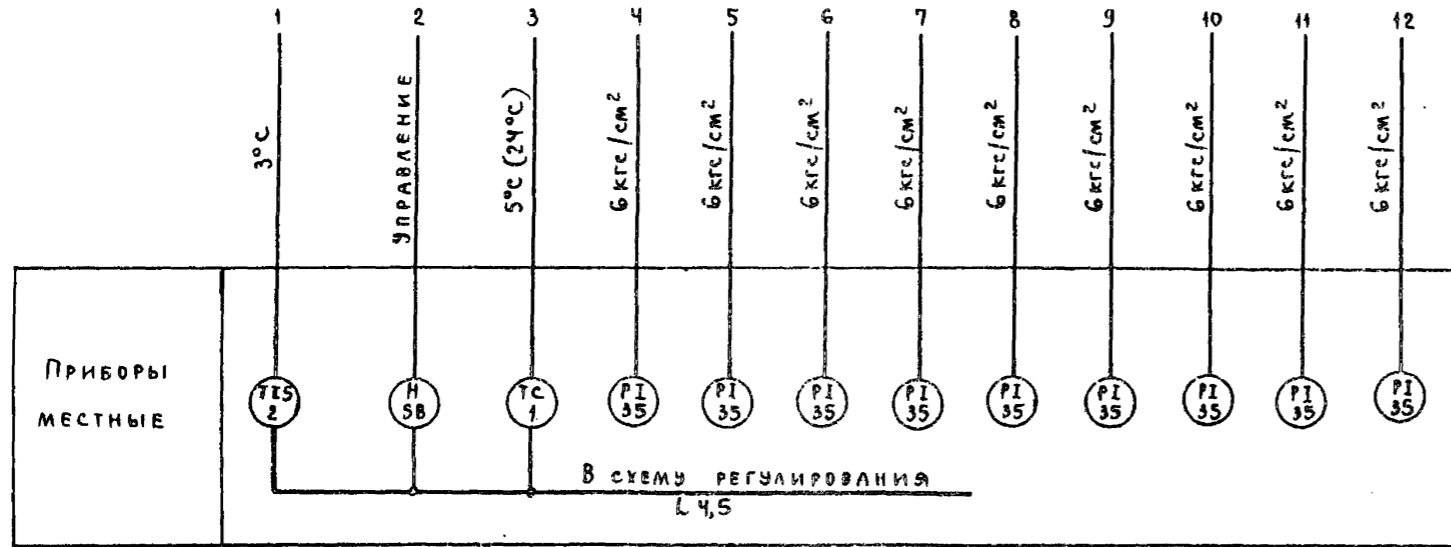 1 2 3 4 5 6 7 8 9 10 11 12
3°С
УПРАВЛЕНИЕ
5°С (24°С)
6 кгс/см²
6 кгс/см²
6 кгс/см²
6 кгс/см²
6 кгс/см²
6 кгс/см²
6 кгс/см²
6 кгс/см²
6 кгс/см²
ПРИБОРЫ
МЕСТНЫЕ
TIS
2
H
SB
TC
1
PI
35
PI
35
PI
35
PI
35
PI
35
PI
35
PI
35
PI
35
PI
35
В СХЕМУ РЕГУЛИРОВАНИЯ
L 4,5